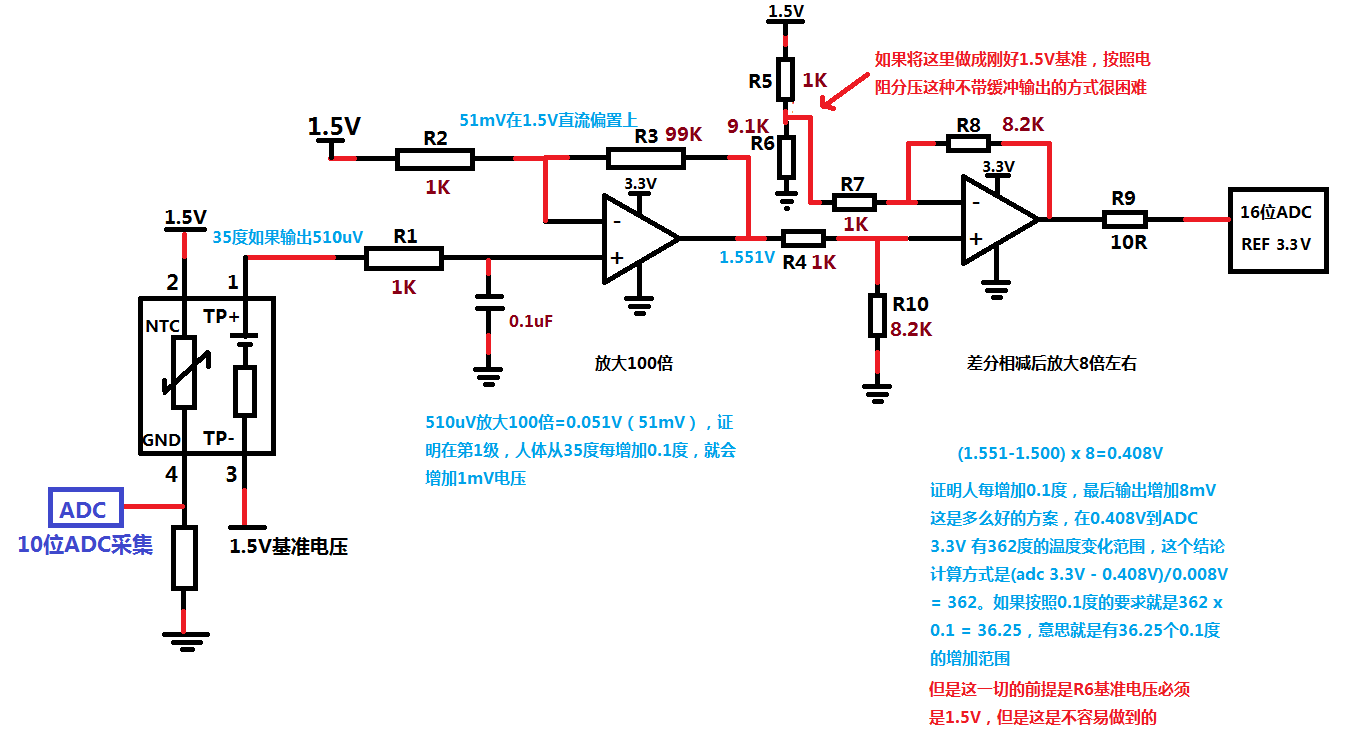 1.5V
如果将这里做成刚好1.5V基准，按照电
阻分压这种不带缓冲输出的方式很困难
R5 1K
9.1K
R6
51mV在1.5V直流偏置上
1.5V
R2
1K
R3 99K
3.3V
-
+
R8 8.2K
3.3V
-
+
R7
1K
R9
10R
16位ADC
REF 3.3V
1.5V
35度如果输出510uV
R1
1K
1.551V
R4 1K
R10
8.2K
2 1
NTC TP+
0.1uF
放大100倍
差分相减后放大8倍左右
GND TP-
4 3
510uV放大100倍=0.051V（51mV），证
明在第1级，人体从35度每增加0.1度，就会
增加1mV电压
ADC
10位ADC采集
1.5V基准电压
(1.551-1.500) x 8=0.408V
证明人每增加0.1度，最后输出增加8mV
这是多么好的方案，在0.408V到ADC
3.3V 有362度的温度变化范围，这个结论
计算方式是(adc 3.3V - 0.408V)/0.008V
= 362。如果按照0.1度的要求就是362 x
0.1 = 36.25，意思就是有36.25个0.1度
的增加范围
但是这一切的前提是R6基准电压必须
是1.5V，但是这是不容易做到的